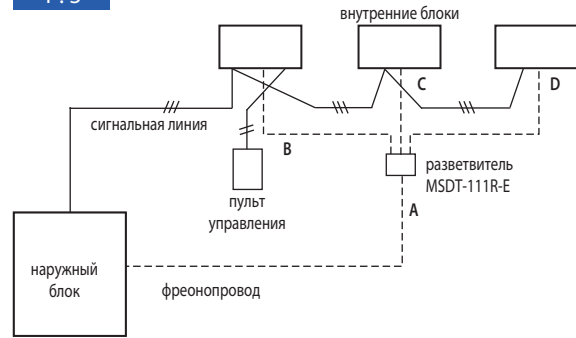 внутренние блоки
C
D
сигнальная линия
B
разветвитель
MSDT-111R-E
пульт
управления
A
наружный
блок
фреонопровод